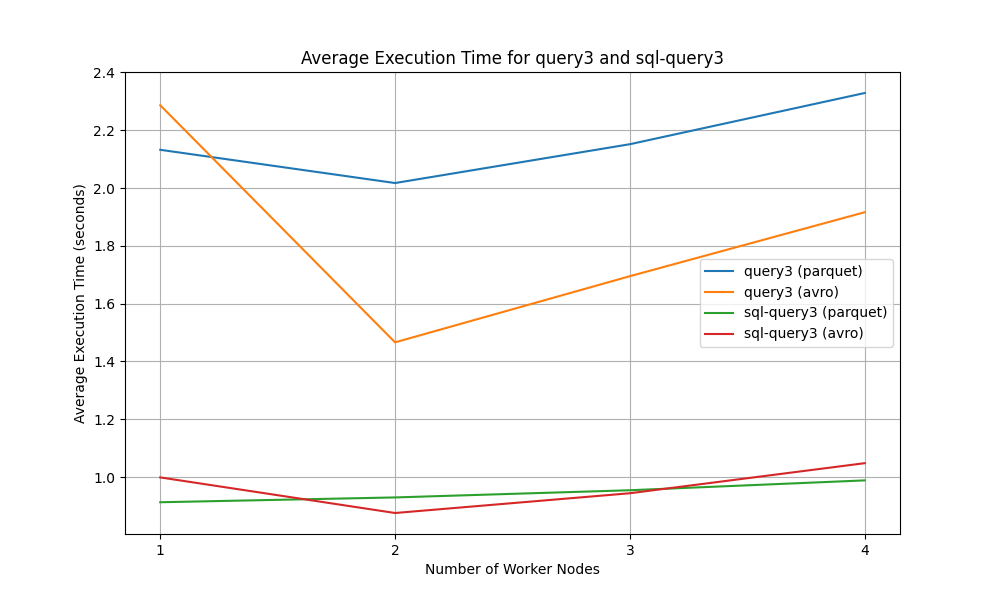 Average Execution Time for query3 and sql-query3
2.4
2.2
2.0
1.8
1.6
1.4
1.2
1.0
Average Execution Time (seconds)
query3 (parquet)
query3 (avro)
sql-query3 (parquet)
sql-query3 (avro)
1 2 3 4
Number of Worker Nodes